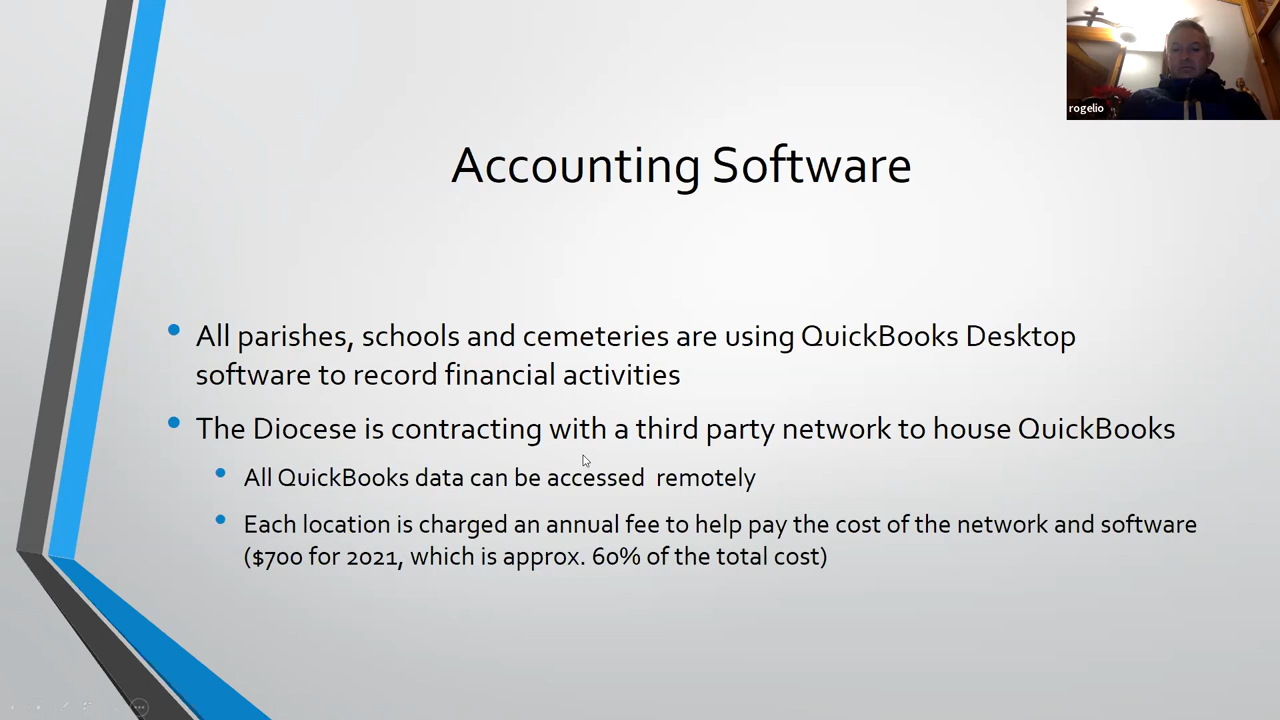 rogelio
Accounting Software
All parishes, schools and cemeteries are using QuickBooks Desktop
software to record financial activities
The Diocese is contracting with a third party network to house QuickBooks
All QuickBooks data can be accessed  remotely
Each location is charged an annual fee to help pay the cost of the network and software
($700 for 2021, which is approx. 60% of the total cost)